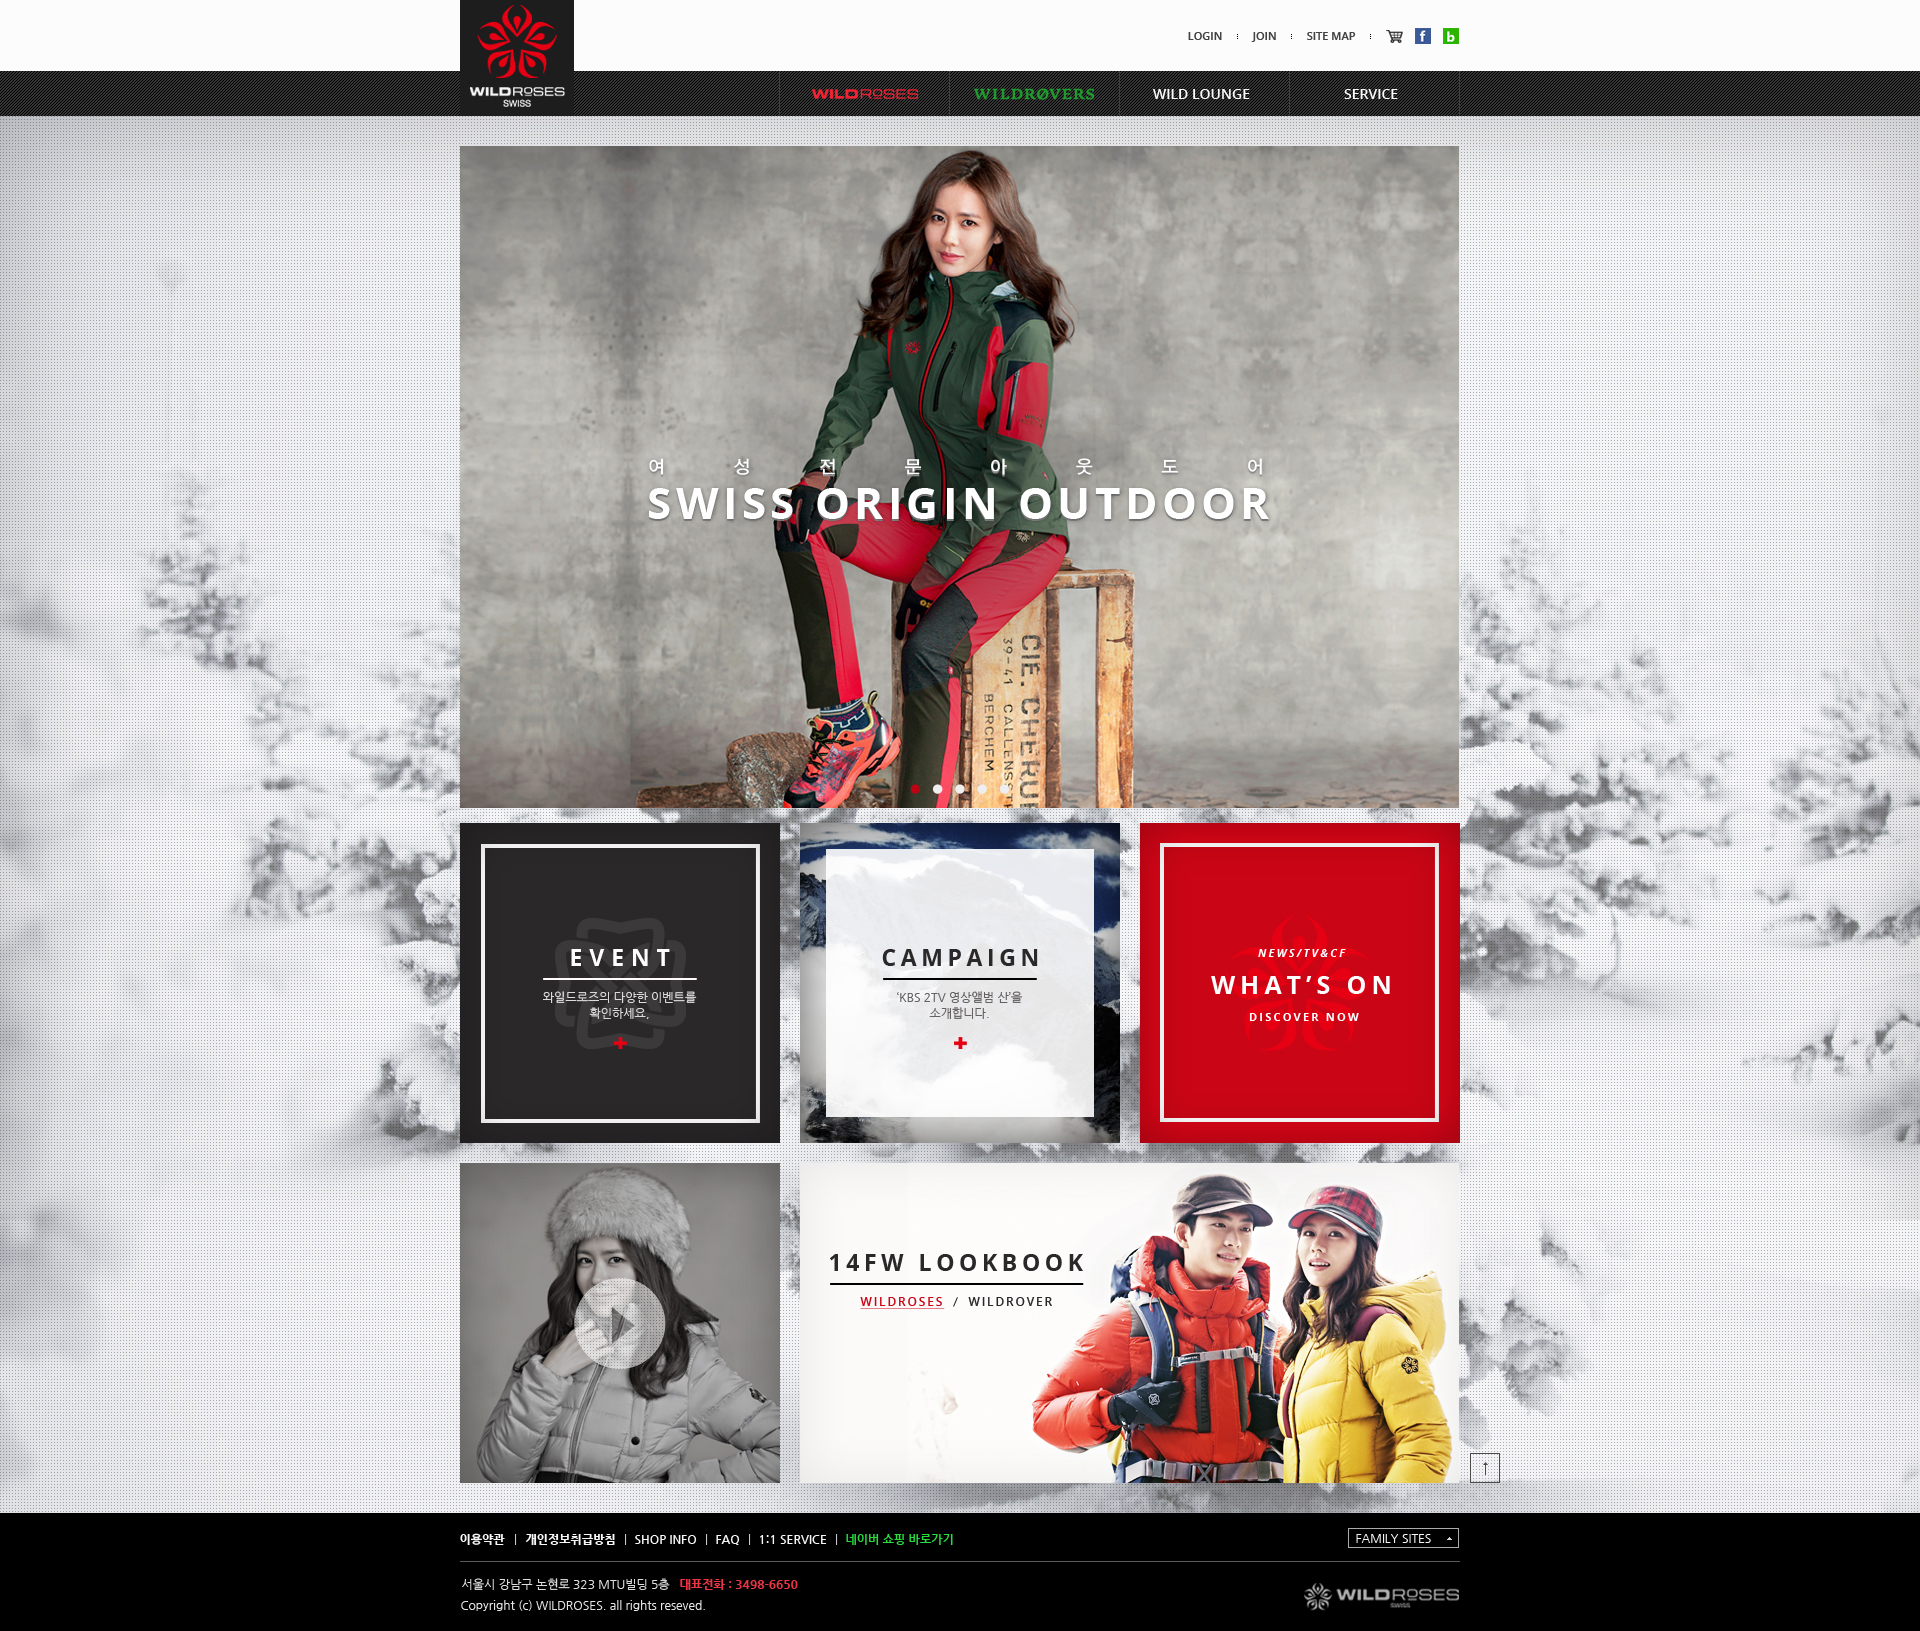 LOGIN JOIN SITE MAP f b
WILDROSES
SWISS
WILDROSES WILDRØVERS WILD LOUNGE SERVICE
여성전문아웃도어
SWISS ORIGIN OUTDOOR
CIE. CHERUF
39-41 CALLENST
BERCHEM
EVENT
와일드로즈의 다양한 이벤트를
확인하세요.
CAMPAIGN
'KBS 2TV 영상앨범 산'을
소개합니다.
NEWS/TV&CF
WHAT'S ON
DISCOVER NOW
14FW LOOKBOOK
WILDROSES / WILDROVER
이용약관 | 개인정보취급방침 | SHOP INFO | FAQ | 1:1 SERVICE | 네이버 쇼핑 바로가기
FAMILY SITES
서울시 강남구 논현로 323 MTU빌딩 5층 대표전화 : 3498-6650
Copyright (c) WILDROSES. all rights reseved.
WILDROSES
SWISS